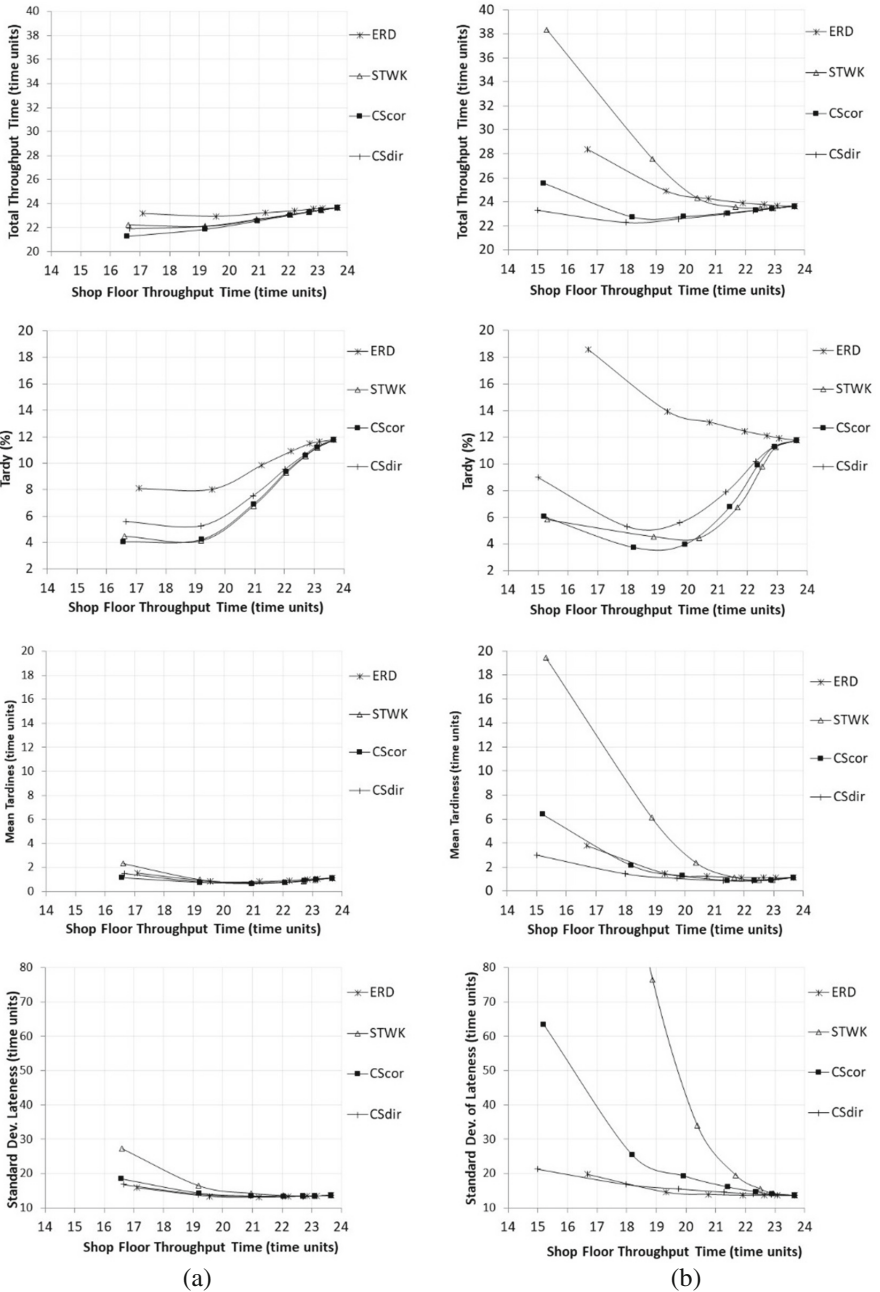 Total Throughput Time (time units)
40
38
36
34
32
30
28
26
24
22
20
14 15 16 17 18 19 20 21 22 23 24
Shop Floor Throughput Time (time units)
ERD
STWK
CScor
CSdir
Total Throughput Time (time units)
40
38
36
34
32
30
28
26
24
22
20
14 15 16 17 18 19 20 21 22 23 24
Shop Floor Throughput Time (time units)
ERD
STWK
CScor
CSdir
Tardy (%)
20
18
16
14
12
10
8
6
4
2
14 15 16 17 18 19 20 21 22 23 24
Shop Floor Throughput Time (time units)
ERD
STWK
CScor
CSdir
Tardy (%)
20
18
16
14
12
10
8
6
4
2
14 15 16 17 18 19 20 21 22 23 24
Shop Floor Throughput Time (time units)
ERD
STWK
CScor
CSdir
Mean Tardines (time units)
20
18
16
14
12
10
8
6
4
2
0
14 15 16 17 18 19 20 21 22 23 24
Shop Floor Throughput Time (time units)
ERD
STWK
CScor
CSdir
Mean Tardiness (time units)
20
18
16
14
12
10
8
6
4
2
0
14 15 16 17 18 19 20 21 22 23 24
Shop Floor Throughput Time (time units)
ERD
STWK
CScor
CSdir
Standard Dev. Lateness (time units)
80
70
60
50
40
30
20
10
14 15 16 17 18 19 20 21 22 23 24
Shop Floor Throughput Time (time units)
ERD
STWK
CScor
CSdir
(a)
Standard Dev. of Lateness (time units)
80
70
60
50
40
30
20
10
14 15 16 17 18 19 20 21 22 23 24
Shop Floor Throughput Time (time units)
ERD
STWK
CScor
CSdir
(b)